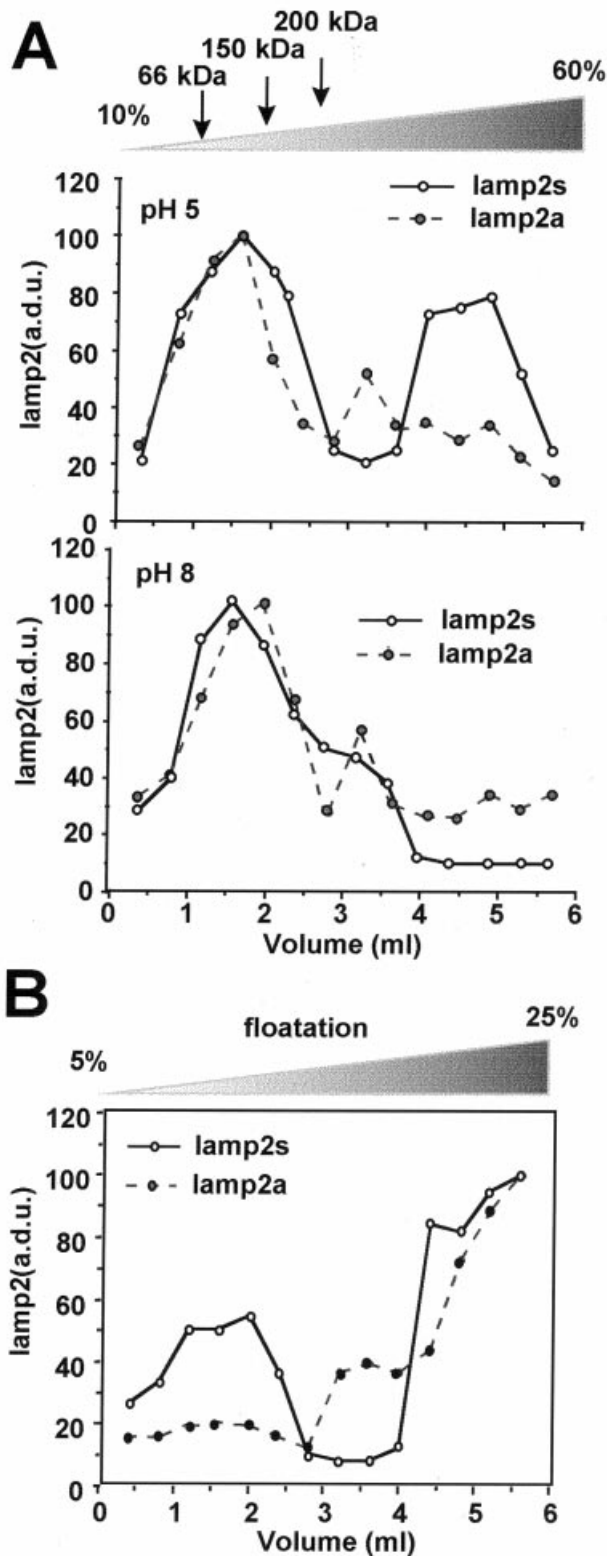 A
200 kDa
150 kDa
66 kDa
10%
60%
120
100
80
60
40
20
0
lamp2(a.d.u.)
pH 5
lamp2s
lamp2a
120
100
80
60
40
20
0
lamp2(a.d.u.)
pH 8
lamp2s
lamp2a
0 1 2 3 4 5 6
Volume (ml)
B
floatation
5%
25%
120
100
80
60
40
20
0
lamp2(a.d.u.)
lamp2s
lamp2a
0 1 2 3 4 5 6
Volume (ml)